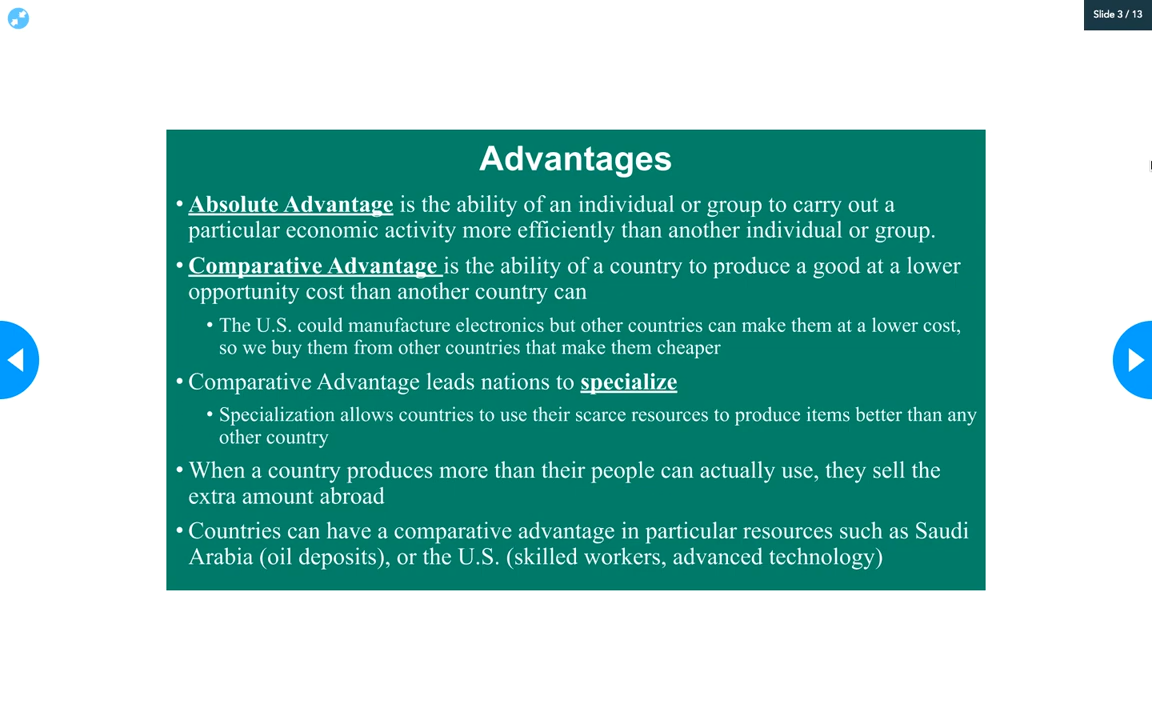 Slide 3 / 13
Advantages
• Absolute Advantage is the ability of an individual or group to carry out a
particular economic activity more efficiently than another individual or group.
• Comparative Advantage is the ability of a country to produce a good at a lower
opportunity cost than another country can
• The U.S. could manufacture electronics but other countries can make them at a lower cost,
so we buy them from other countries that make them cheaper
• Comparative Advantage leads nations to specialize
• Specialization allows countries to use their scarce resources to produce items better than any
other country
• When a country produces more than their people can actually use, they sell the
extra amount abroad
• Countries can have a comparative advantage in particular resources such as Saudi
Arabia (oil deposits), or the U.S. (skilled workers, advanced technology)